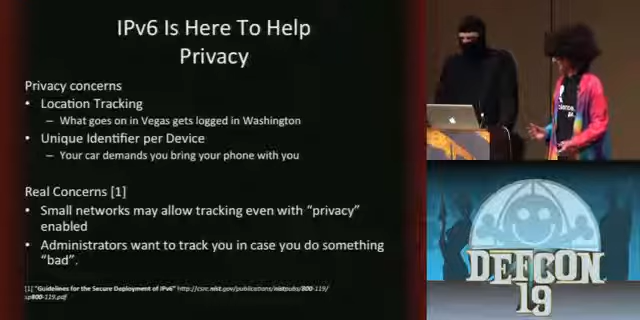 IPv6 Is Here To Help
Privacy
Privacy concerns
• Location Tracking
– What goes on in Vegas gets logged in Washington
• Unique Identifier per Device
– Your car demands you bring your phone with you
Real Concerns [1]
• Small networks may allow tracking even with “privacy”
enabled
• Administrators want to track you in case you do something
“bad”.
[1] "Guidelines for the Secure Deployment of IPv6" http://csrc.nist.gov/publications/nistpubs/800-119/
sp800-119.pdf
DEFCON
19